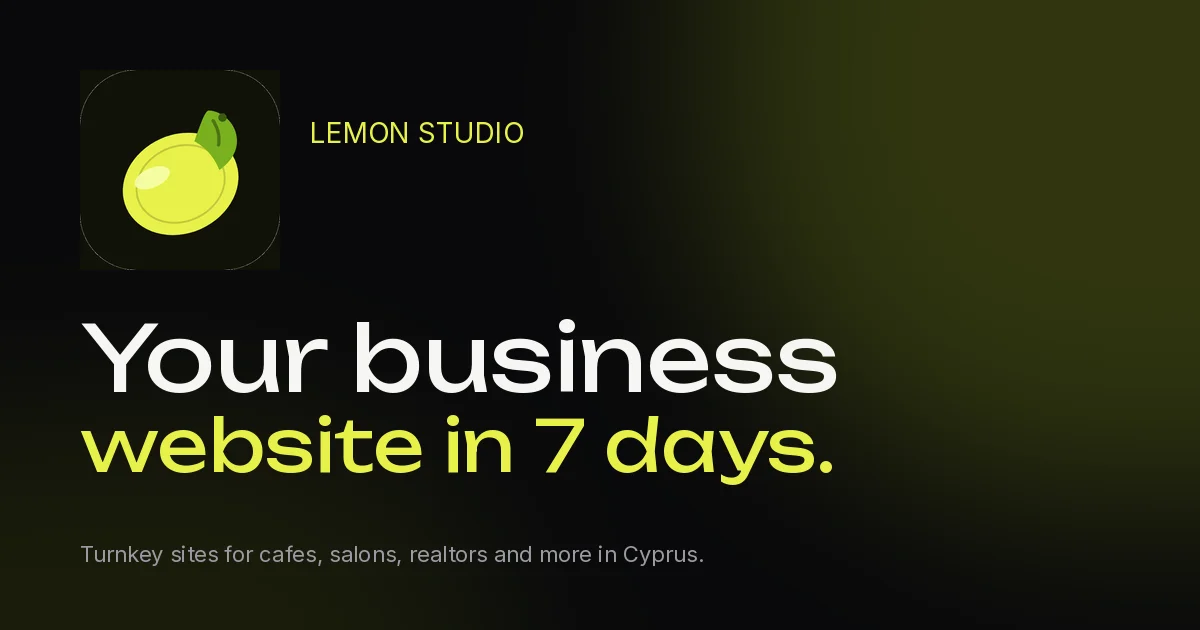 LEMON STUDIO
Your business
website in 7 days.
Turnkey sites for cafes, salons, realtors and more in Cyprus.